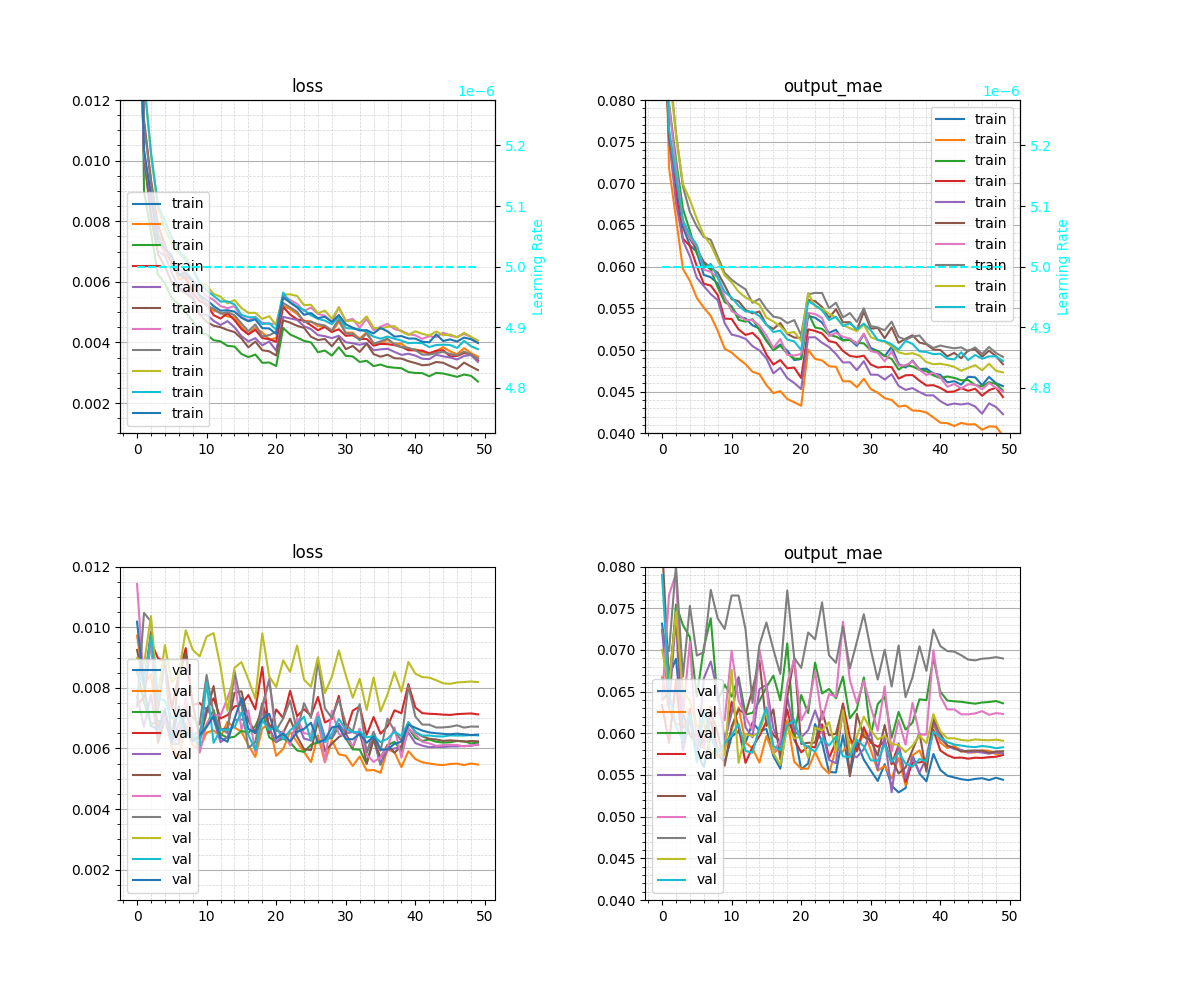 loss
1e−6
0.012
0.010
0.008
0.006
0.004
0.002
0
10
20
30
40
50
5.2
5.1
5.0
4.9
4.8
Learning Rate
train
train
train
train
train
train
train
train
train
train
train
output_mae
1e−6
0.080
0.075
0.070
0.065
0.060
0.055
0.050
0.045
0.040
0
10
20
30
40
50
5.2
5.1
5.0
4.9
4.8
Learning Rate
train
train
train
train
train
train
train
train
train
train
loss
0.012
0.010
0.008
0.006
0.004
0.002
0
10
20
30
40
50
val
val
val
val
val
val
val
val
val
val
val
output_mae
0.080
0.075
0.070
0.065
0.060
0.055
0.050
0.045
0.040
0
10
20
30
40
50
val
val
val
val
val
val
val
val
val
val